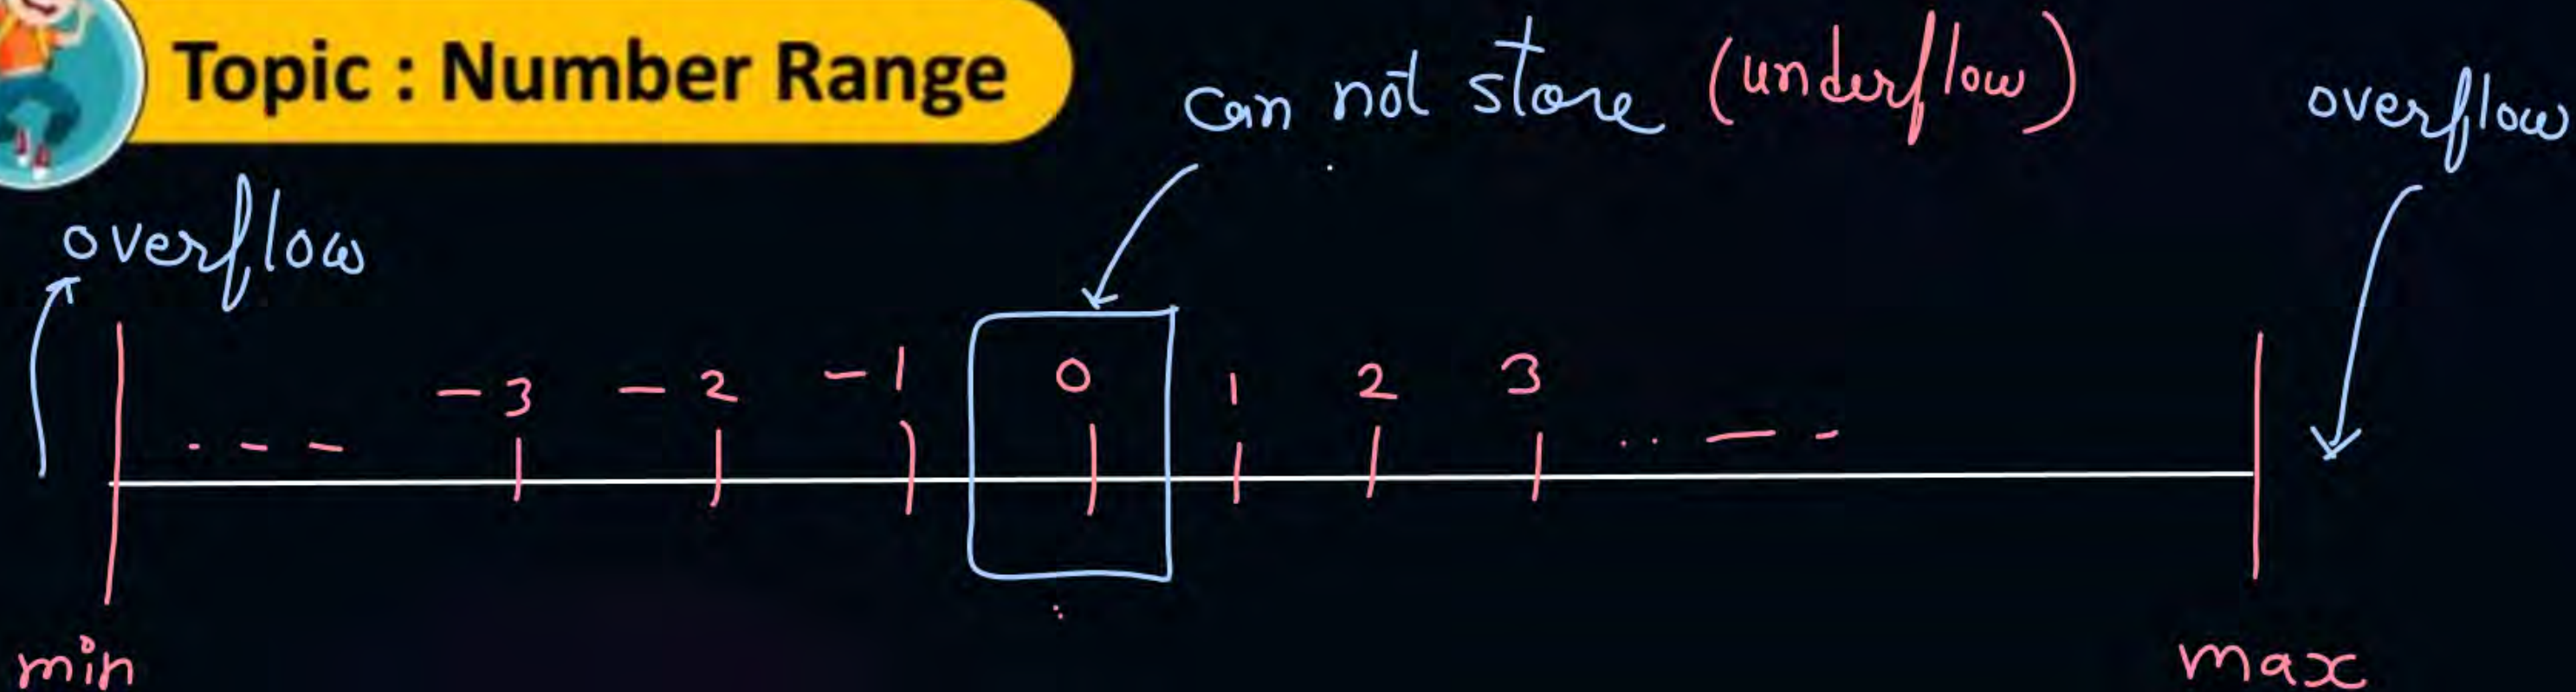 Topic : Number Range
can not store (underflow)
overflow
overflow
- 3 - 2 - 1 0 1 2 3
min
max